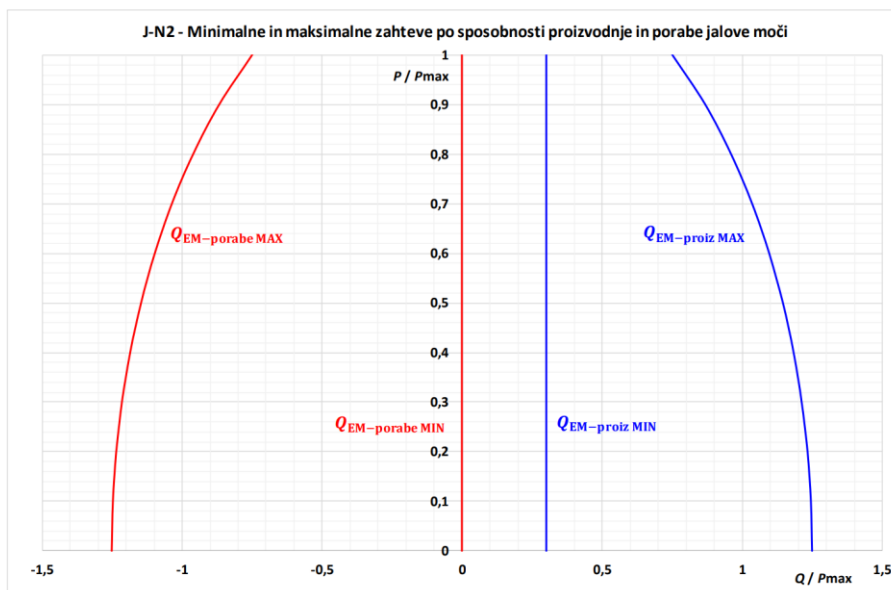 J-N2 - Minimalne in maksimalne zahteve po sposobnosti proizvodnje in porabe jalove moči
P / Pmax
1
0,9
0,8
0,7
0,6
0,5
0,4
0,3
0,2
0,1
0
QEM−porabe MAX
QEM−proiz MAX
QEM−porabe MIN
QEM−proiz MIN
-1,5 -1 -0,5 0 0,5 1 1,5
Q / Pmax